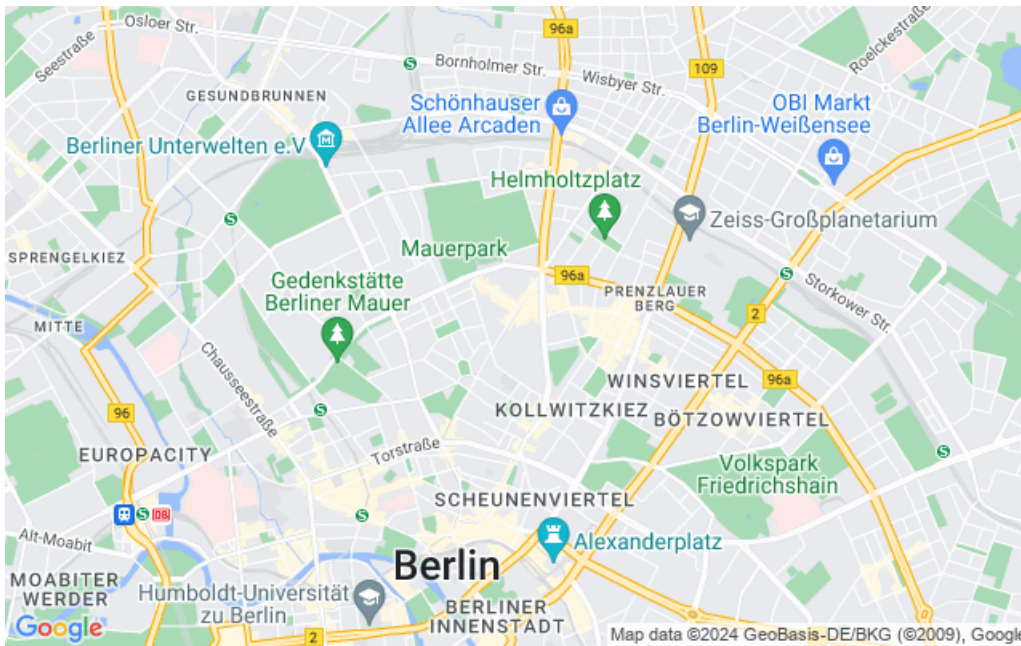 Osloer Str.
96a
Seestraße
Roelckestraße
Bornholmer Str.
Wisbyer Str.
109
GESUNDBRUNNEN
Schönhauser
Allee Arcaden
OBI Markt
Berlin-Weißensee
Berliner Unterwelten e.V
Helmholtzplatz
Zeiss-Großplanetarium
Mauerpark
SPRENGELKIEZ
Gedenkstätte
Berliner Mauer
96a
PRENZLAUER
BERG
Storkower Str.
MITTE
2
Chausseestraße
WINSVIERTEL
96a
96
KOLLWITZKIEZ
BÖTZOWVIERTEL
EUROPACITY
Torstraße
Volkspark
Friedrichshain
SCHEUNENVIERTEL
DB
Alt-Moabit
Alexanderplatz
Berlin
MOABITER
WERDER
Humboldt-Universität
zu Berlin
BERLINER
INNENSTADT
Google
2
Map data ©2024 GeoBasis-DE/BKG (©2009), Google